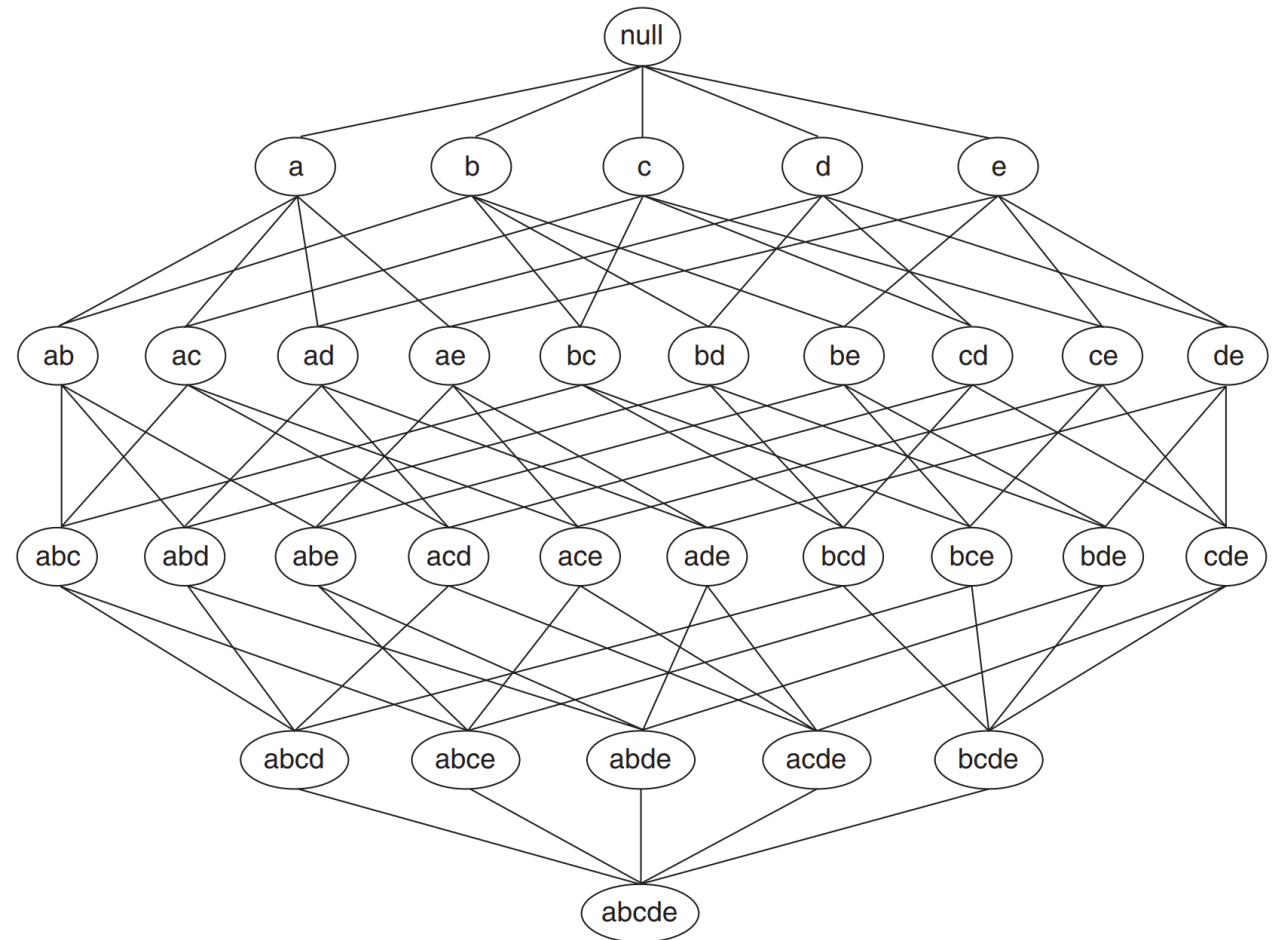 null
a b c d e
ab ac ad ae bc bd be cd ce de
abc abd abe acd ace ade bcd bce bde cde
abcd abce abde acde bcde
abcde